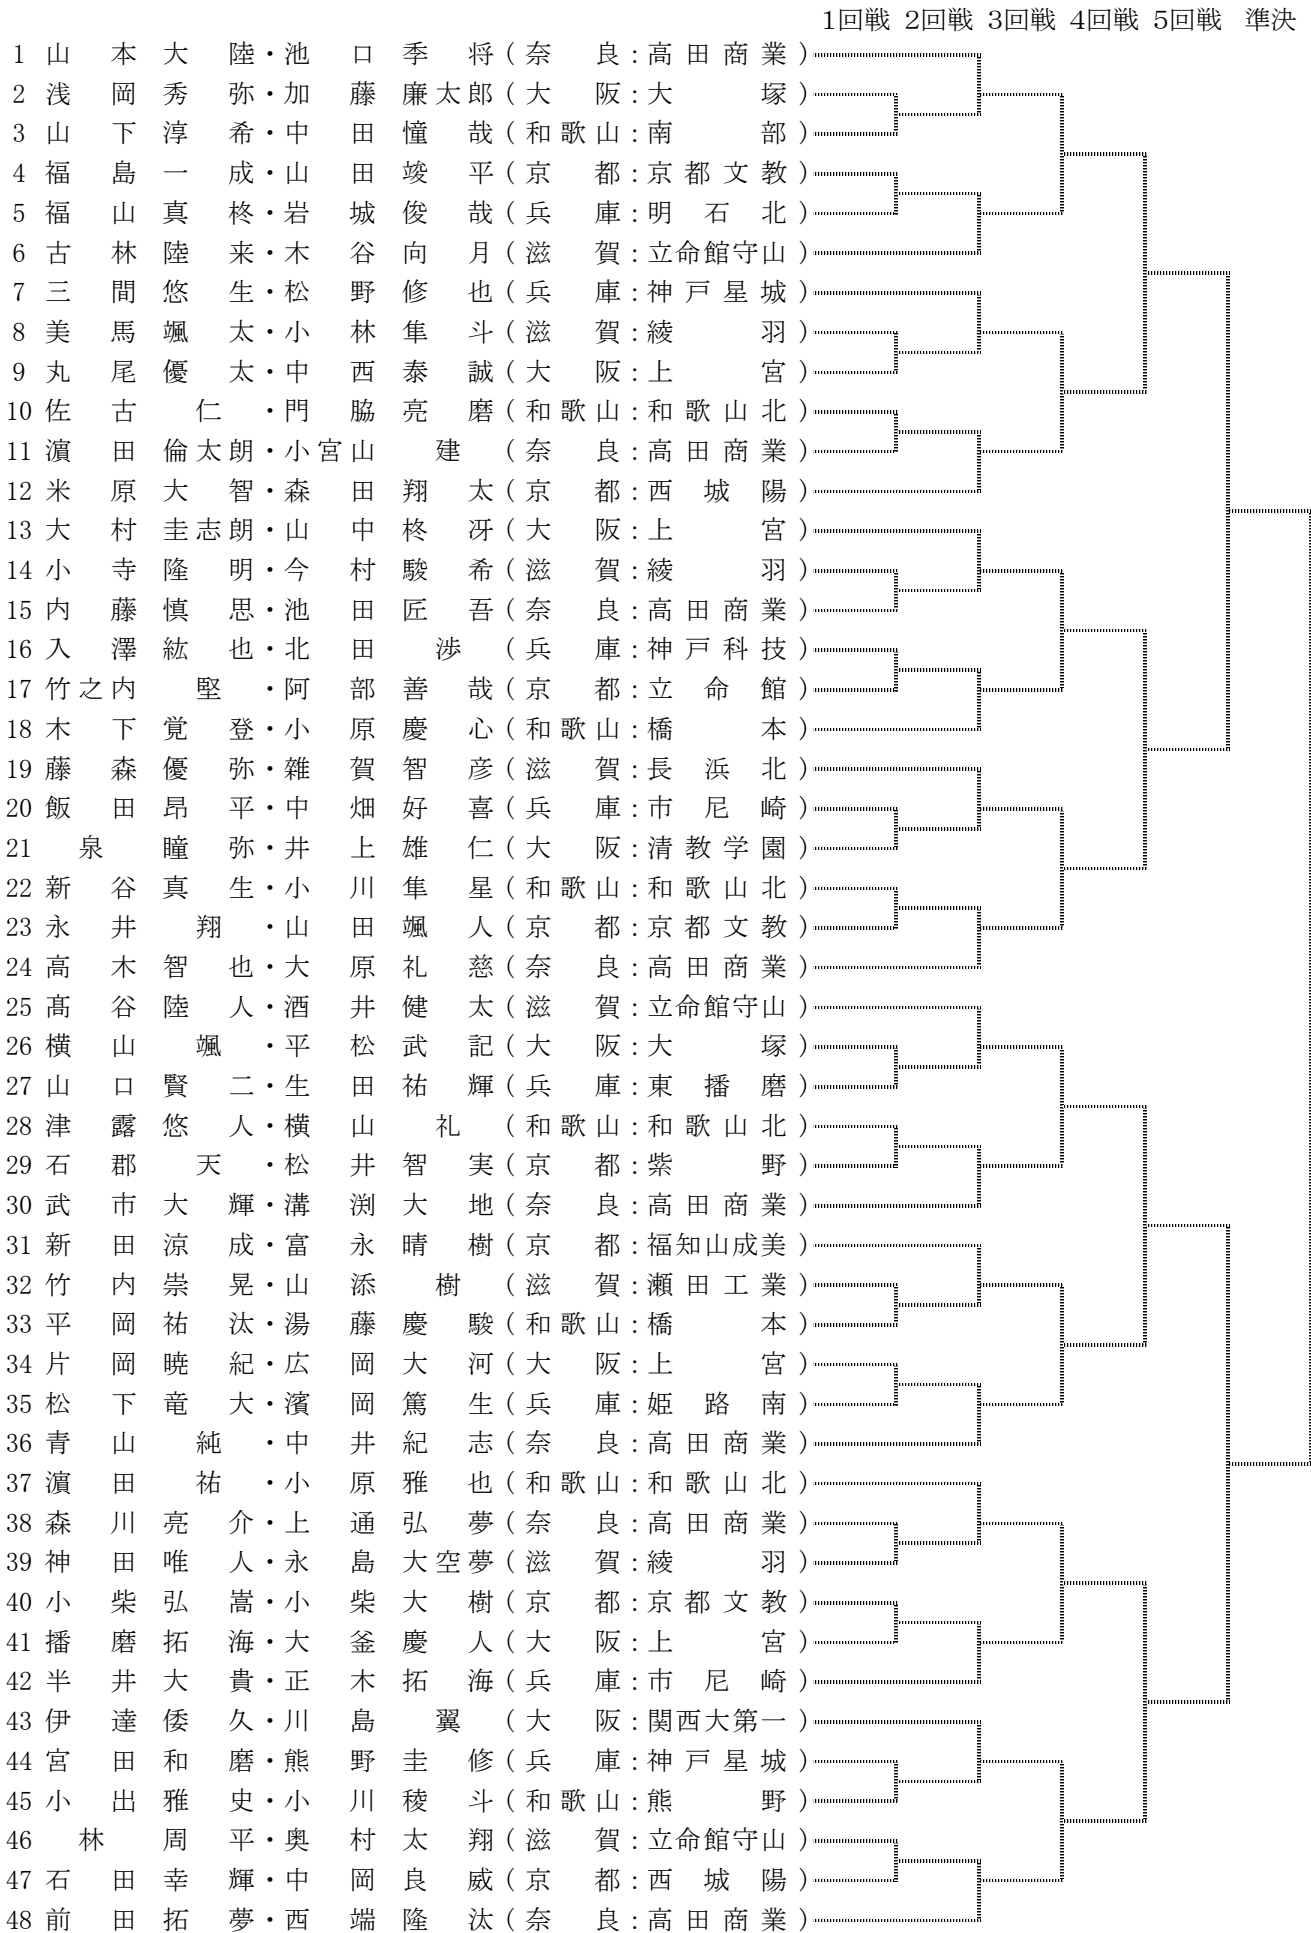 1回戦 2回戦 3回戦 4回戦 5回戦 準決
1 山本大陸・池口季将(奈良:高田商業)
2 浅岡秀弥・加藤廉太郎(大阪:大塚)
3 山下淳希・中田憧哉(和歌山:南部)
4 福島一成・山田竣平(京都:京都文教)
5 福山真柊・岩城俊哉(兵庫:明石北)
6 古林陸来・木谷向月(滋賀:立命館守山)
7 三間悠生・松野修也(兵庫:神戸星城)
8 美馬颯太・小林隼斗(滋賀:綾羽)
9 丸尾優太・中西泰誠(大阪:上宮)
10 佐古仁・門脇亮磨(和歌山:和歌山北)
11 濵田倫太朗・小宮山建(奈良:高田商業)
12 米原大智・森田翔太(京都:西城陽)
13 大村圭志朗・山中柊冴(大阪:上宮)
14 小寺隆明・今村駿希(滋賀:綾羽)
15 内藤慎思・池田匠吾(奈良:高田商業)
16 入澤紘也・北田渉(兵庫:神戸科技)
17 竹之内堅・阿部善哉(京都:立命館)
18 木下覚登・小原慶心(和歌山:橋本)
19 藤森優弥・雑賀智彦(滋賀:長浜北)
20 飯田昂平・中畑好喜(兵庫:市尼崎)
21 泉瞳弥・井上雄仁(大阪:清教学園)
22 新谷真生・小川隼星(和歌山:和歌山北)
23 永井翔・山田颯人(京都:京都文教)
24 高木智也・大原礼慈(奈良:高田商業)
25 髙谷陸人・酒井健太(滋賀:立命館守山)
26 横山颯・平松武記(大阪:大塚)
27 山口賢二・生田祐輝(兵庫:東播磨)
28 津露悠人・横山礼(和歌山:和歌山北)
29 石郡天・松井智実(京都:紫野)
30 武市大輝・溝渕大地(奈良:高田商業)
31 新田涼成・富永晴樹(京都:福知山成美)
32 竹内崇晃・山添樹(滋賀:瀬田工業)
33 平岡祐汰・湯藤慶駿(和歌山:橋本)
34 片岡暁紀・広岡大河(大阪:上宮)
35 松下竜大・濱岡篤生(兵庫:姫路南)
36 青山純・中井紀志(奈良:高田商業)
37 濵田祐・小原雅也(和歌山:和歌山北)
38 森川亮介・上通弘夢(奈良:高田商業)
39 神田唯人・永島大空夢(滋賀:綾羽)
40 小柴弘嵩・小柴大樹(京都:京都文教)
41 播磨拓海・大釜慶人(大阪:上宮)
42 半井大貴・正木拓海(兵庫:市尼崎)
43 伊達倭久・川島翼(大阪:関西大第一)
44 宮田和磨・熊野圭修(兵庫:神戸星城)
45 小出雅史・小川稜斗(和歌山:熊野)
46 林周平・奥村太翔(滋賀:立命館守山)
47 石田幸輝・中岡良威(京都:西城陽)
48 前田拓夢・西端隆汰(奈良:高田商業)